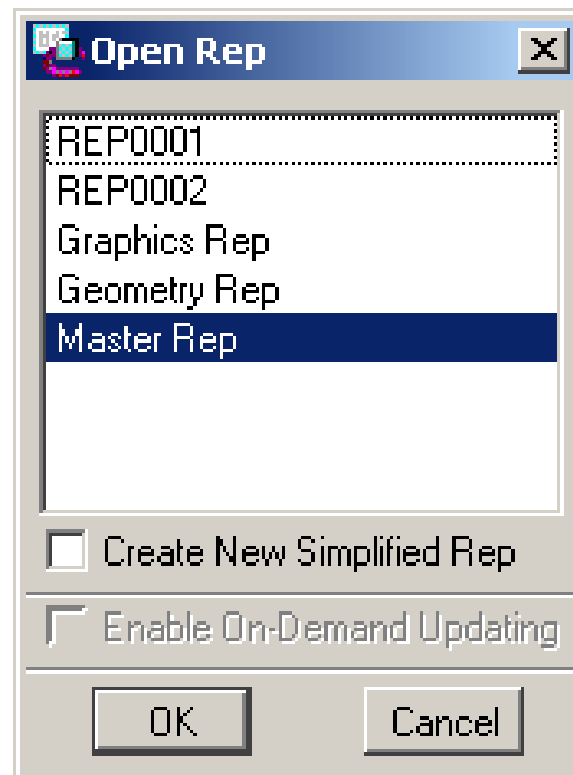 Open Rep
REP0001
REP0002
Graphics Rep
Geometry Rep
Master Rep
Create New Simplified Rep
Enable On-Demand Updating
OK
Cancel